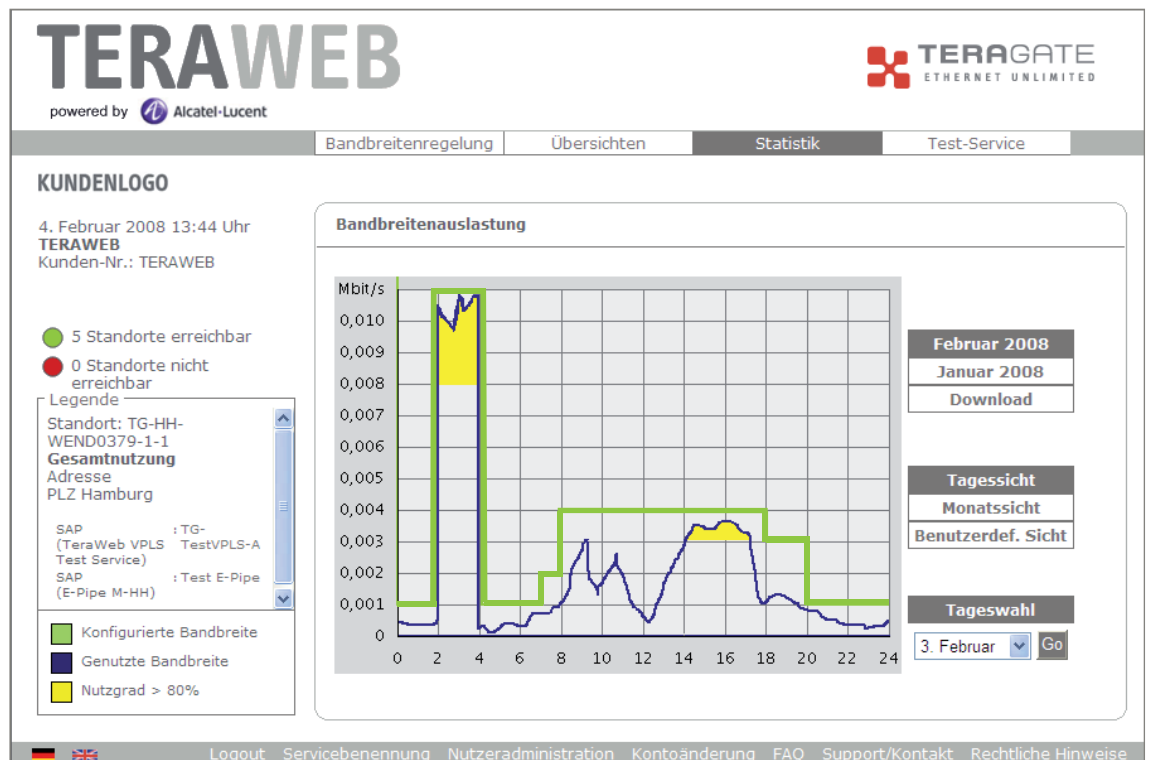 TERAWEB
powered by Alcatel·Lucent
TERAGATE
ETHERNET UNLIMITED
Bandbreitenregelung
Übersichten
Statistik
Test-Service
KUNDENLOGO
4. Februar 2008 13:44 Uhr
TERAWEB
Kunden-Nr.: TERAWEB
5 Standorte erreichbar
0 Standorte nicht
erreichbar
Legende
Standort: TG-HH-
WEND0379-1-1
Gesamtnutzung
Adresse
PLZ Hamburg
SAP : TG-
(TeraWeb VPLS TestVPLS-A
Test Service)
SAP : Test E-Pipe
(E-Pipe M-HH)
Konfigurierte Bandbreite
Genutzte Bandbreite
Nutzgrad > 80%
Bandbreitenauslastung
Mbit/s
0,010
0,009
0,008
0,007
0,006
0,005
0,004
0,003
0,002
0,001
0
0 2 4 6 8 10 12 14 16 18 20 22 24
Februar 2008
Januar 2008
Download
Tagessicht
Monatssicht
Benutzerdef. Sicht
Tageswahl
3. Februar Go
Logout Servicebenennung Nutzeradministration Kontoänderung FAQ Support/Kontakt Rechtliche Hinweise